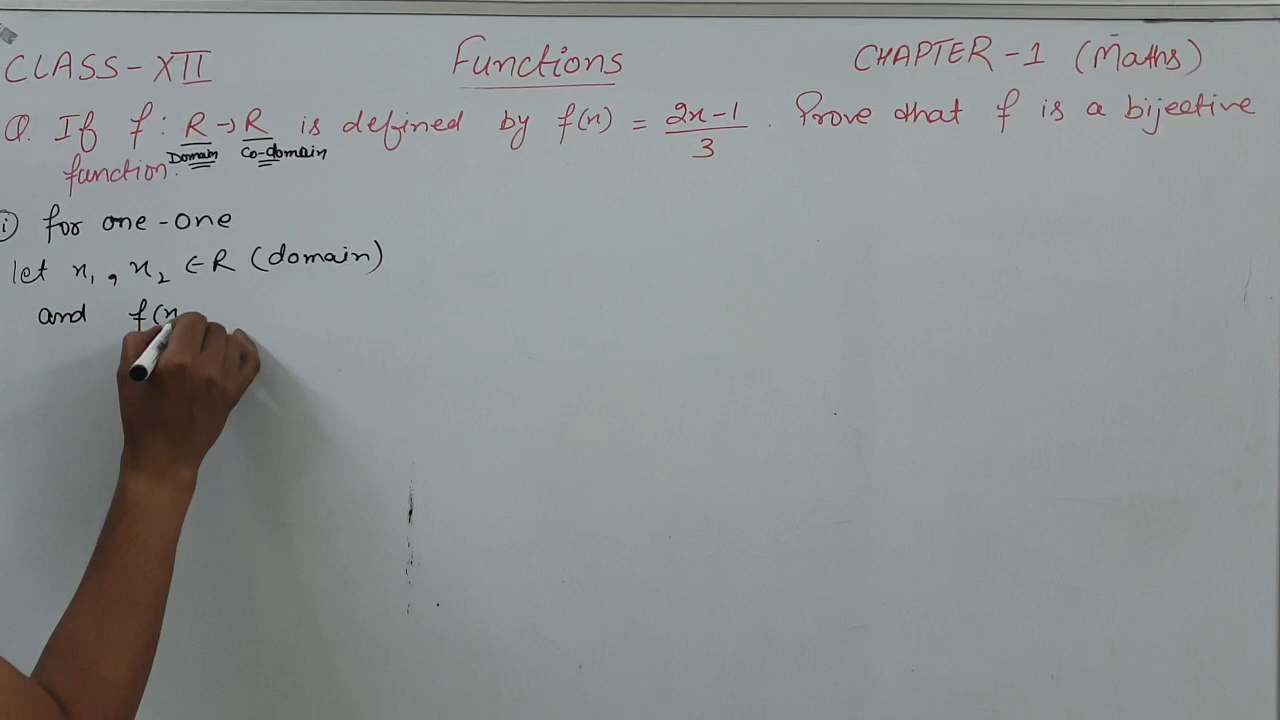 CLASS-XII Functions CHAPTER-1 (Maths)
Q. If f: R→R is defined by f(x) = 2x-1/3. Prove that f is a bijective
Domain Co-domain
function.
(i) for one-one
let x₁, x₂ ∈ R (domain)
and f(x